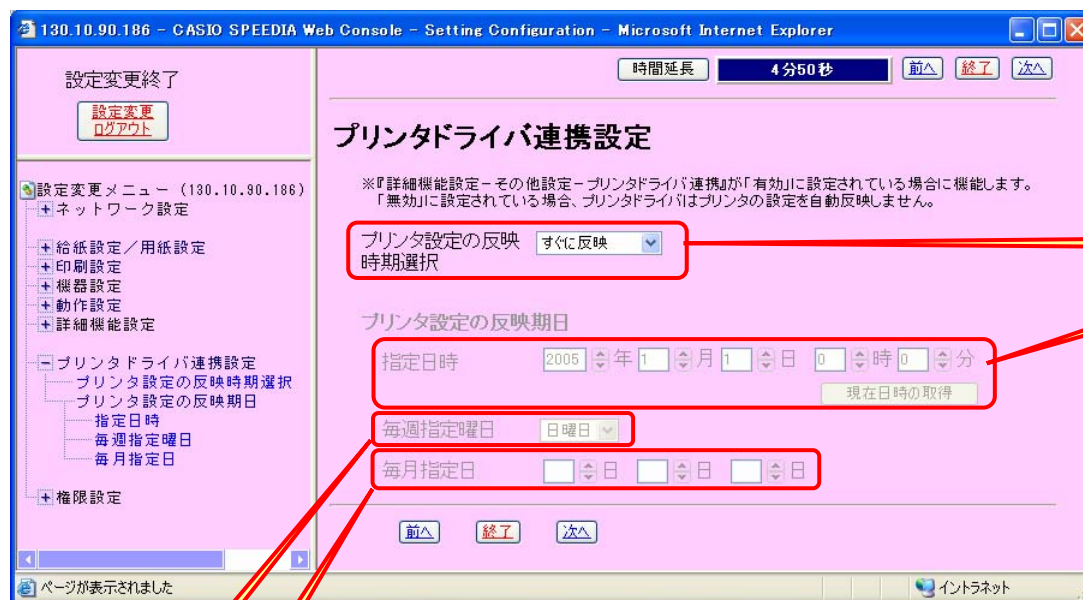 130.10.90.186 - CASIO SPEEDIA Web Console - Setting Configuration - Microsoft Internet Explorer
設定変更終了
設定変更
ログアウト
設定変更メニュー (130.10.90.186)
ネットワーク設定
給紙設定／用紙設定
印刷設定
機器設定
動作設定
詳細機能設定
プリンタドライバ連携設定
プリンタ設定の反映時期選択
プリンタ設定の反映期日
指定日時
毎週指定曜日
毎月指定日
権限設定
時間延長 4分50秒 前へ 終了 次へ
プリンタドライバ連携設定
※『詳細機能設定－その他設定－プリンタドライバ連携』が「有効」に設定されている場合に機能します。
「無効」に設定されている場合、プリンタドライバはプリンタの設定を自動反映しません。
プリンタ設定の反映 すぐに反映
時期選択
プリンタ設定の反映期日
指定日時 2005 年 1 月 1 日 0 時 0 分
現在日時の取得
毎週指定曜日 日曜日
毎月指定日 日 日 日
前へ 終了 次へ
ページが表示されました イントラネット